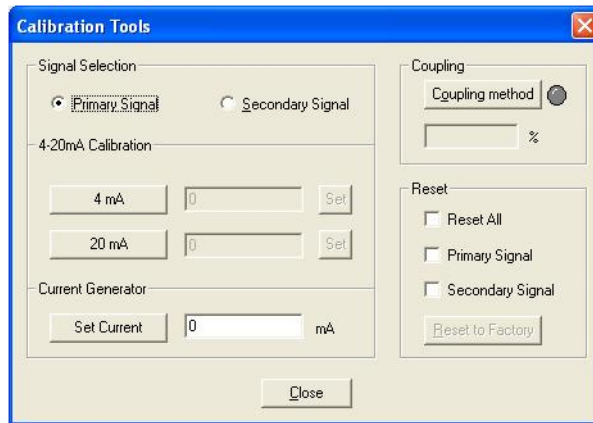 Calibration Tools
Signal Selection
Primary Signal
Secondary Signal
4-20mA Calibration
4 mA
0
Set
20 mA
0
Set
Current Generator
Set Current
0
mA
Coupling
Coupling method
%
Reset
Reset All
Primary Signal
Secondary Signal
Reset to Factory
Close